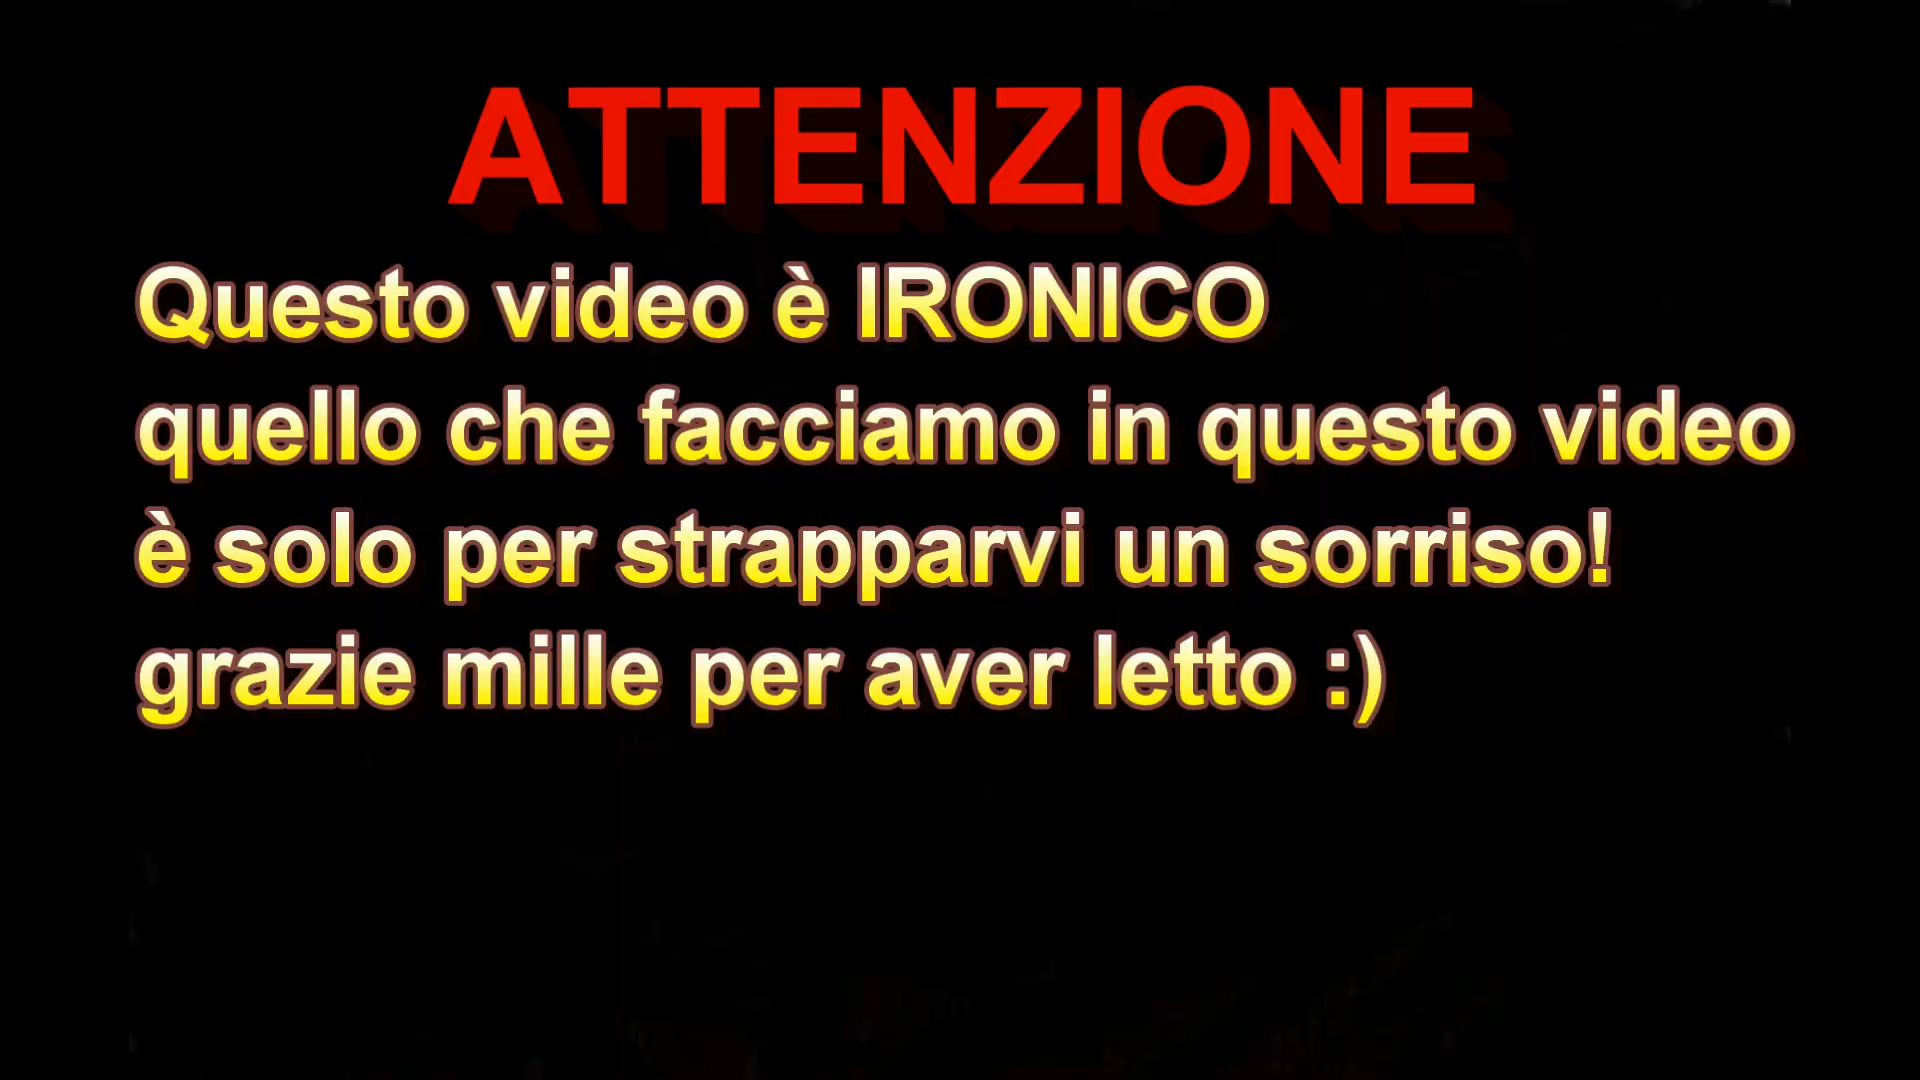 ATTENZIONE
Questo video è IRONICO
quello che facciamo in questo video
è solo per strapparvi un sorriso!
grazie mille per aver letto :)